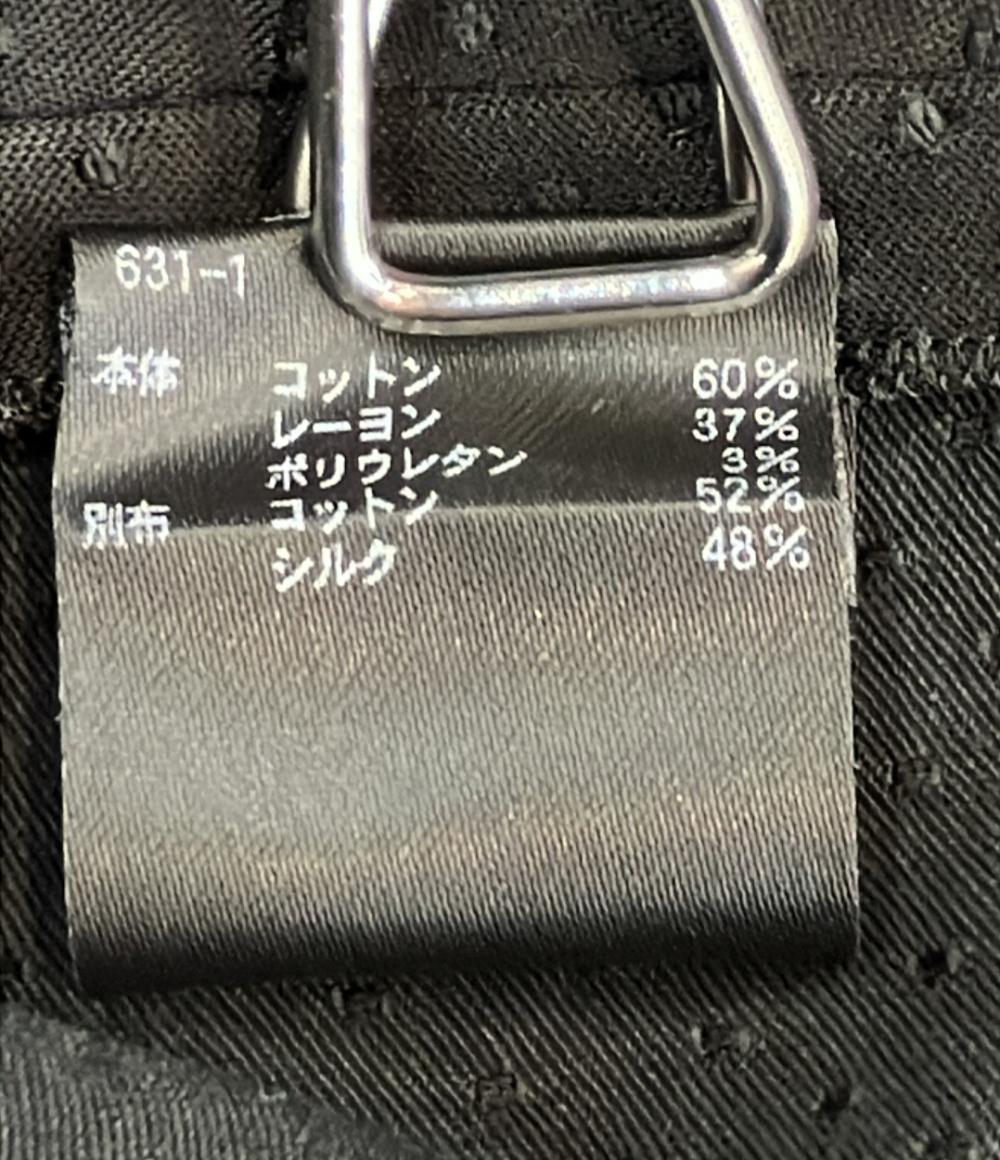 631-1
本体 コットン 60%
レーヨン 37%
ポリウレタン 3%
別布 コットン 52%
シルク 48%